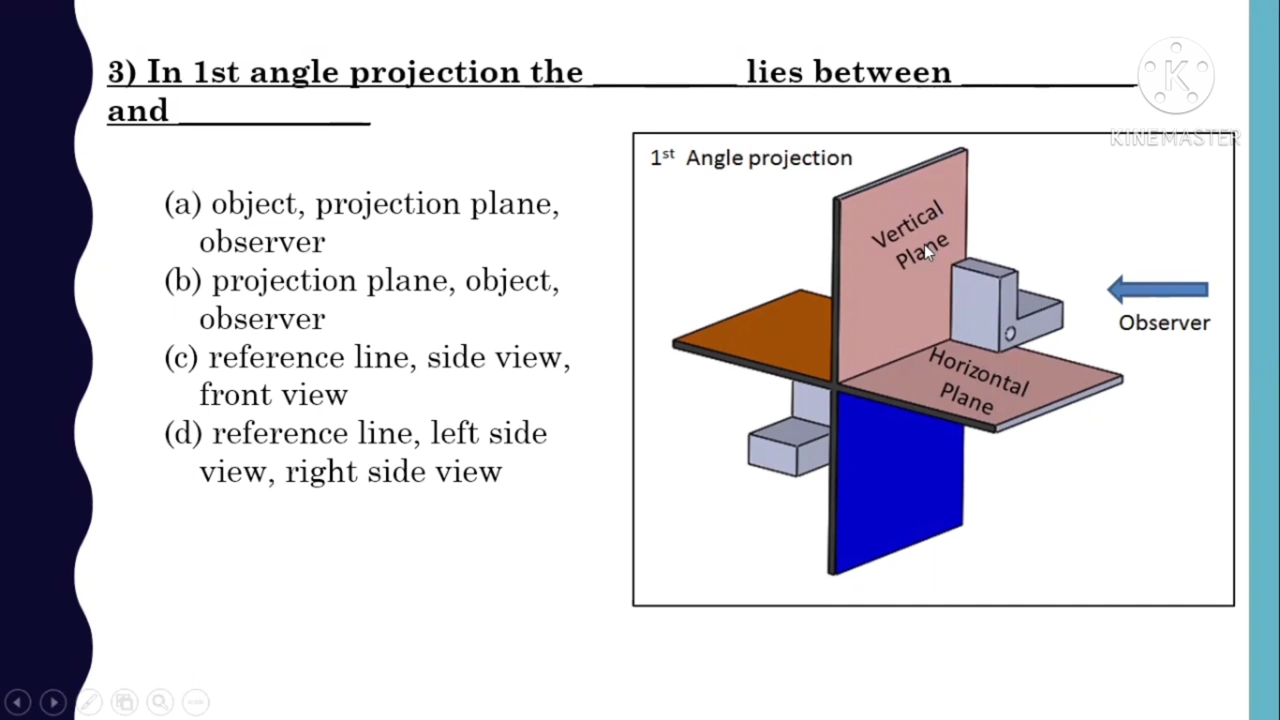 3) In 1st angle projection the ________ lies between __________
and ___________
KINEMASTER
1st Angle projection
(a) object, projection plane,
observer
(b) projection plane, object,
observer
(c) reference line, side view,
front view
(d) reference line, left side
view, right side view
Vertical
Plane
Observer
Horizontal
Plane